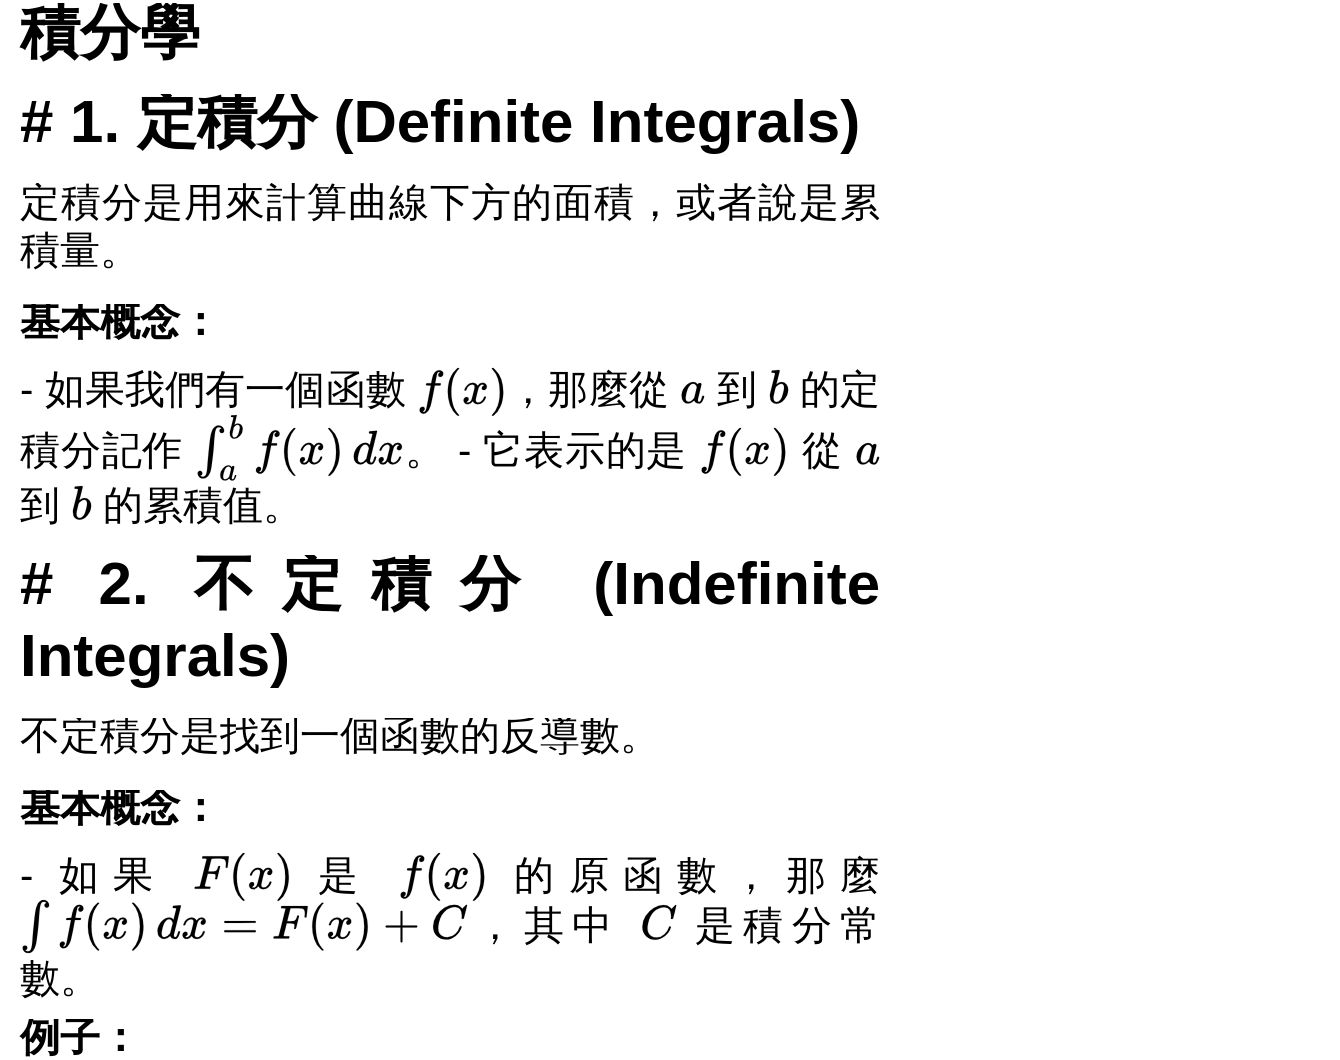 積分學
# 1. 定積分 (Definite Integrals)
定積分是用來計算曲線下方的面積，或者說是累
積量。
基本概念：
- 如果我們有一個函數 f(x)，那麼從 a 到 b 的定
積分記作 ∫_a^b f(x) dx。 - 它表示的是 f(x) 從 a
到 b 的累積值。
# 2. 不定積分 (Indefinite
Integrals)
不定積分是找到一個函數的反導數。
基本概念：
- 如果 F(x) 是 f(x) 的原函數，那麼
∫ f(x) dx = F(x) + C，其中 C 是積分常
數。
例子：